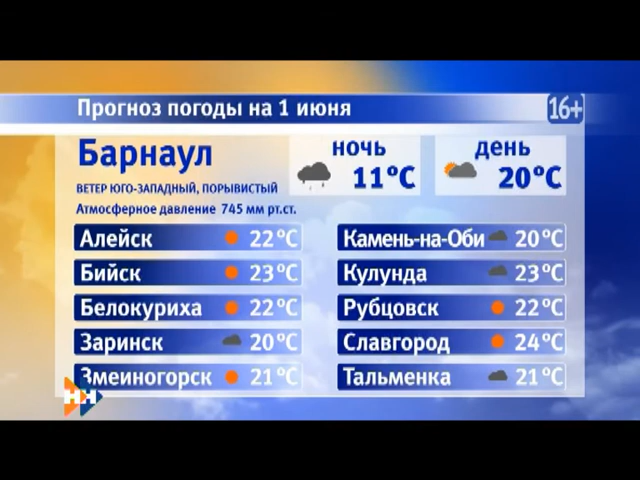 Прогноз погоды на 1 июня
16+
Барнаул
ночь
11°C
день
20°C
ВЕТЕР ЮГО-ЗАПАДНЫЙ, ПОРЫВИСТЫЙ
Атмосферное давление 745 мм рт.ст.
Алейск 22°C
Бийск 23°C
Белокуриха 22°C
Заринск 20°C
Змеиногорск 21°C
Камень-на-Оби 20°C
Кулунда 23°C
Рубцовск 22°C
Славгород 24°C
Тальменка 21°C
НН